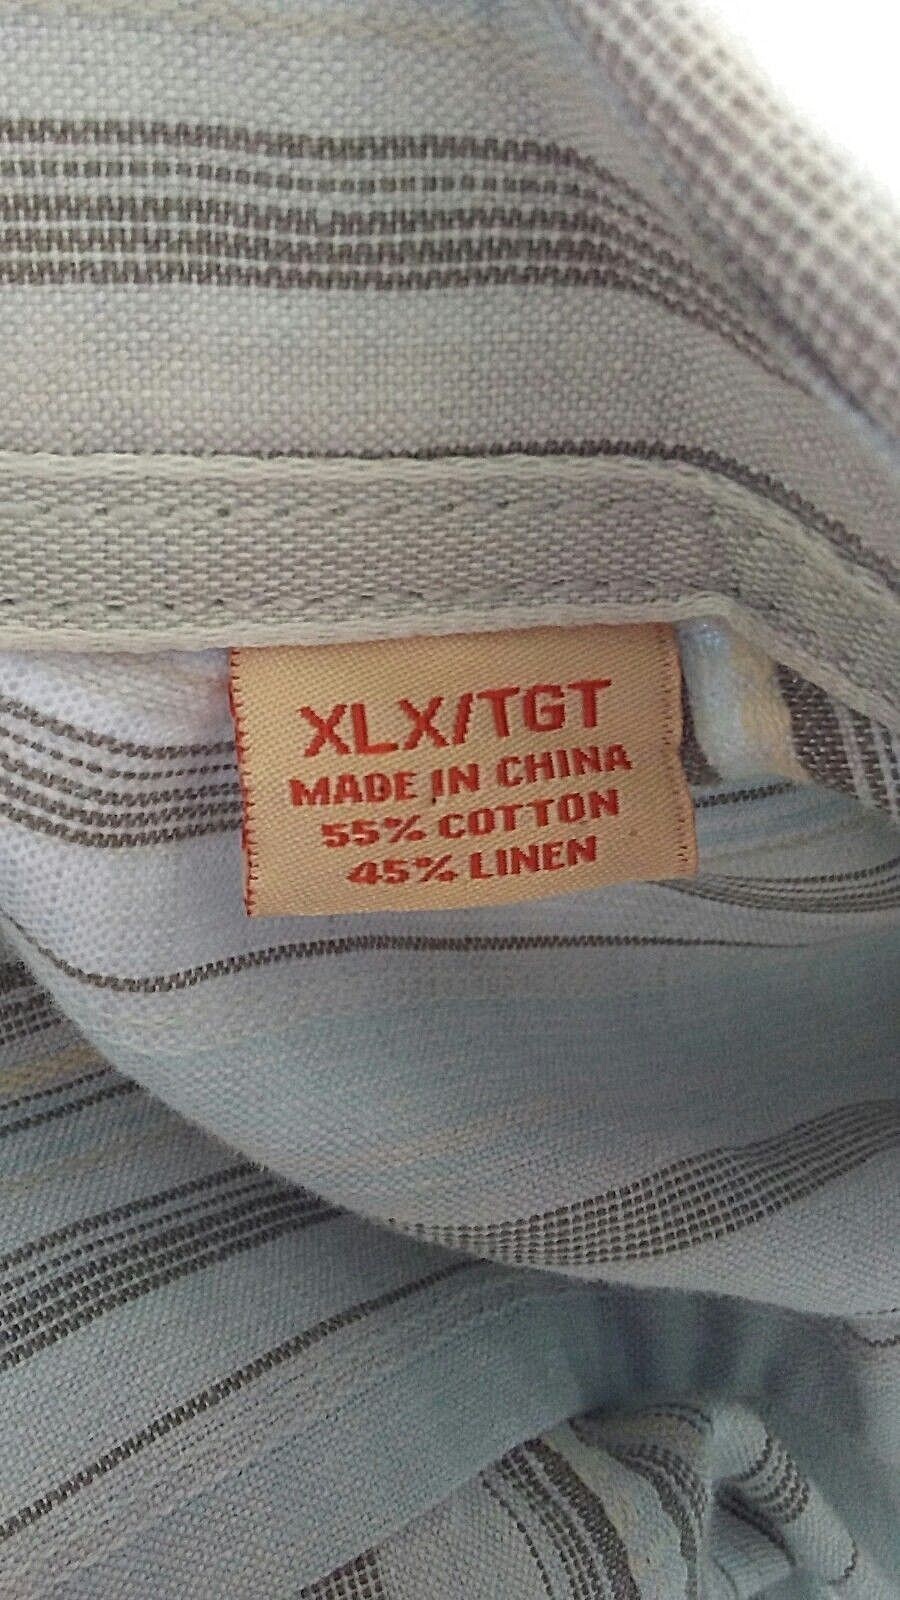 XLX/TGT
MADE IN CHINA
55% COTTON
45% LINEN